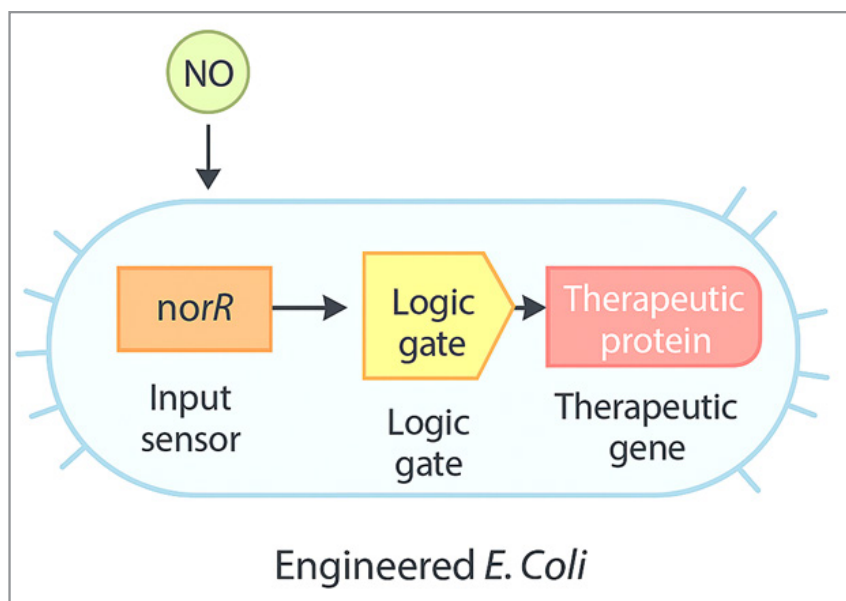 NO
norR
Input
sensor
Logic
gate
Logic
gate
Therapeutic
protein
Therapeutic
gene
Engineered E. Coli